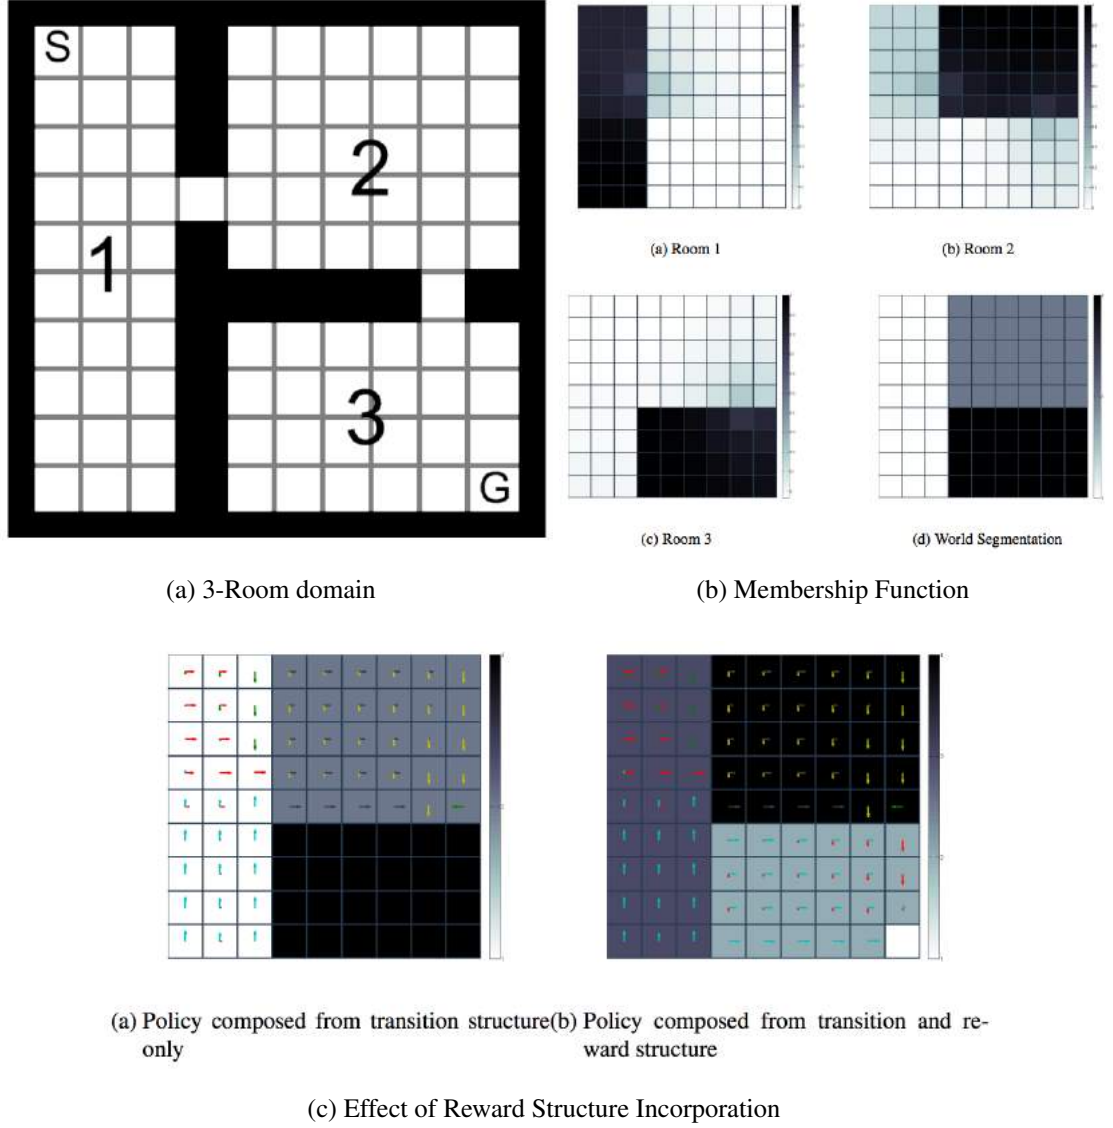 S
2
1
3
G
(a) Room 1
(b) Room 2
(c) Room 3
(d) World Segmentation
(a) 3-Room domain
(b) Membership Function
(a) Policy composed from transition structure
only
(b) Policy composed from transition and re-
ward structure
(c) Effect of Reward Structure Incorporation